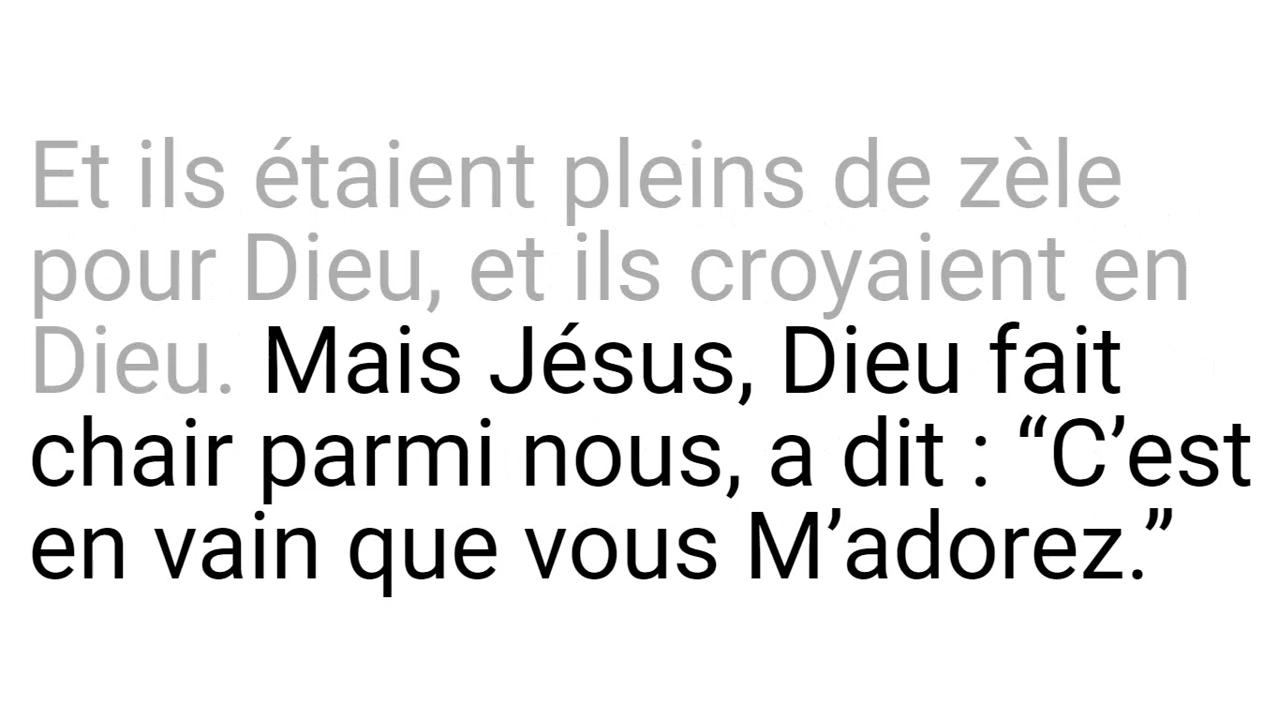 Et ils étaient pleins de zèle
pour Dieu, et ils croyaient en
Dieu. Mais Jésus, Dieu fait
chair parmi nous, a dit : “C’est
en vain que vous M’adorez.”